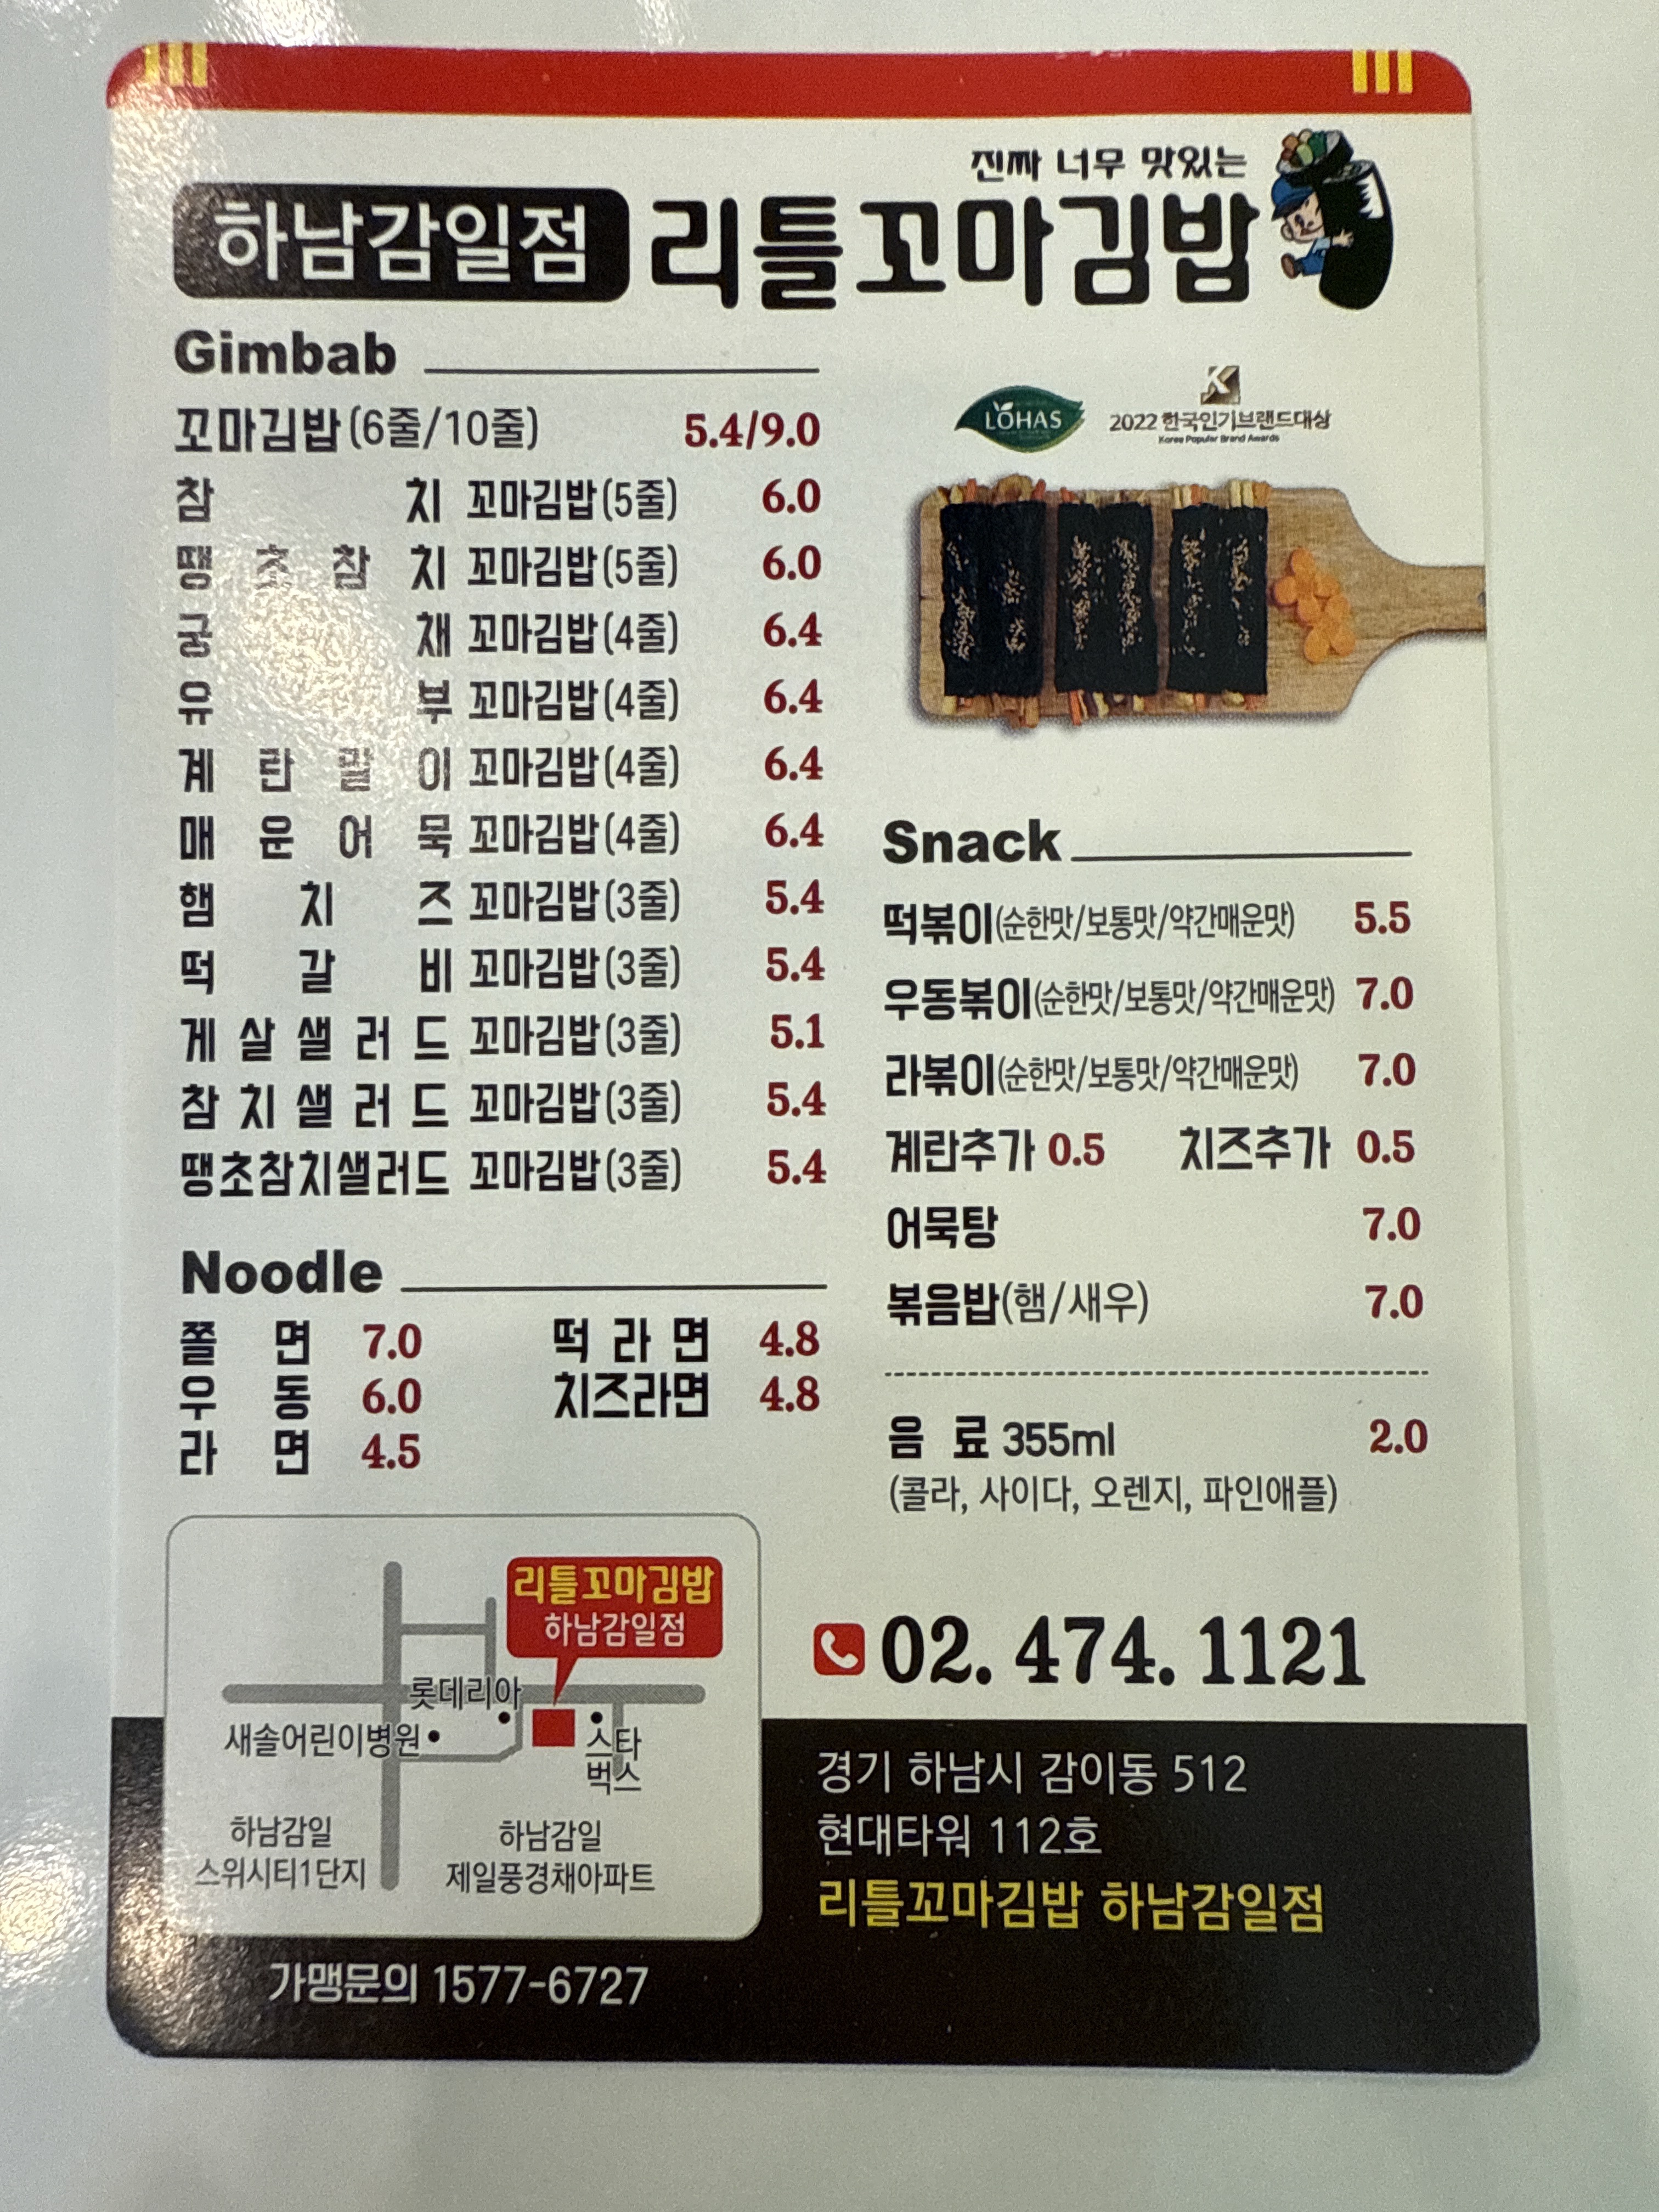 진짜 너무 맛있는
하남감일점 리틀꼬마김밥
Gimbab
꼬마김밥(6줄/10줄) 5.4/9.0
참치 꼬마김밥(5줄) 6.0
땡초참치 꼬마김밥(5줄) 6.0
궁채 꼬마김밥(4줄) 6.4
유부 꼬마김밥(4줄) 6.4
계란말이 꼬마김밥(4줄) 6.4
매운어묵 꼬마김밥(4줄) 6.4
햄치즈 꼬마김밥(3줄) 5.4
떡갈비 꼬마김밥(3줄) 5.4
게살샐러드 꼬마김밥(3줄) 5.1
참치샐러드 꼬마김밥(3줄) 5.4
땡초참치샐러드 꼬마김밥(3줄) 5.4
Noodle
쫄면 7.0 떡라면 4.8
우동 6.0 치즈라면 4.8
라면 4.5
LOHAS
K
2022 한국인기브랜드대상
Korea Popular Brand Awards
Snack
떡볶이(순한맛/보통맛/약간매운맛) 5.5
우동볶이(순한맛/보통맛/약간매운맛) 7.0
라볶이(순한맛/보통맛/약간매운맛) 7.0
계란추가 0.5 치즈추가 0.5
어묵탕 7.0
볶음밥(햄/새우) 7.0
음료 355ml 2.0
(콜라, 사이다, 오렌지, 파인애플)
리틀꼬마김밥
하남감일점
롯데리아
새솔어린이병원
스타
벅스
하남감일
스위시티1단지
하남감일
제일풍경채아파트
가맹문의 1577-6727
02. 474. 1121
경기 하남시 감이동 512
현대타워 112호
리틀꼬마김밥 하남감일점